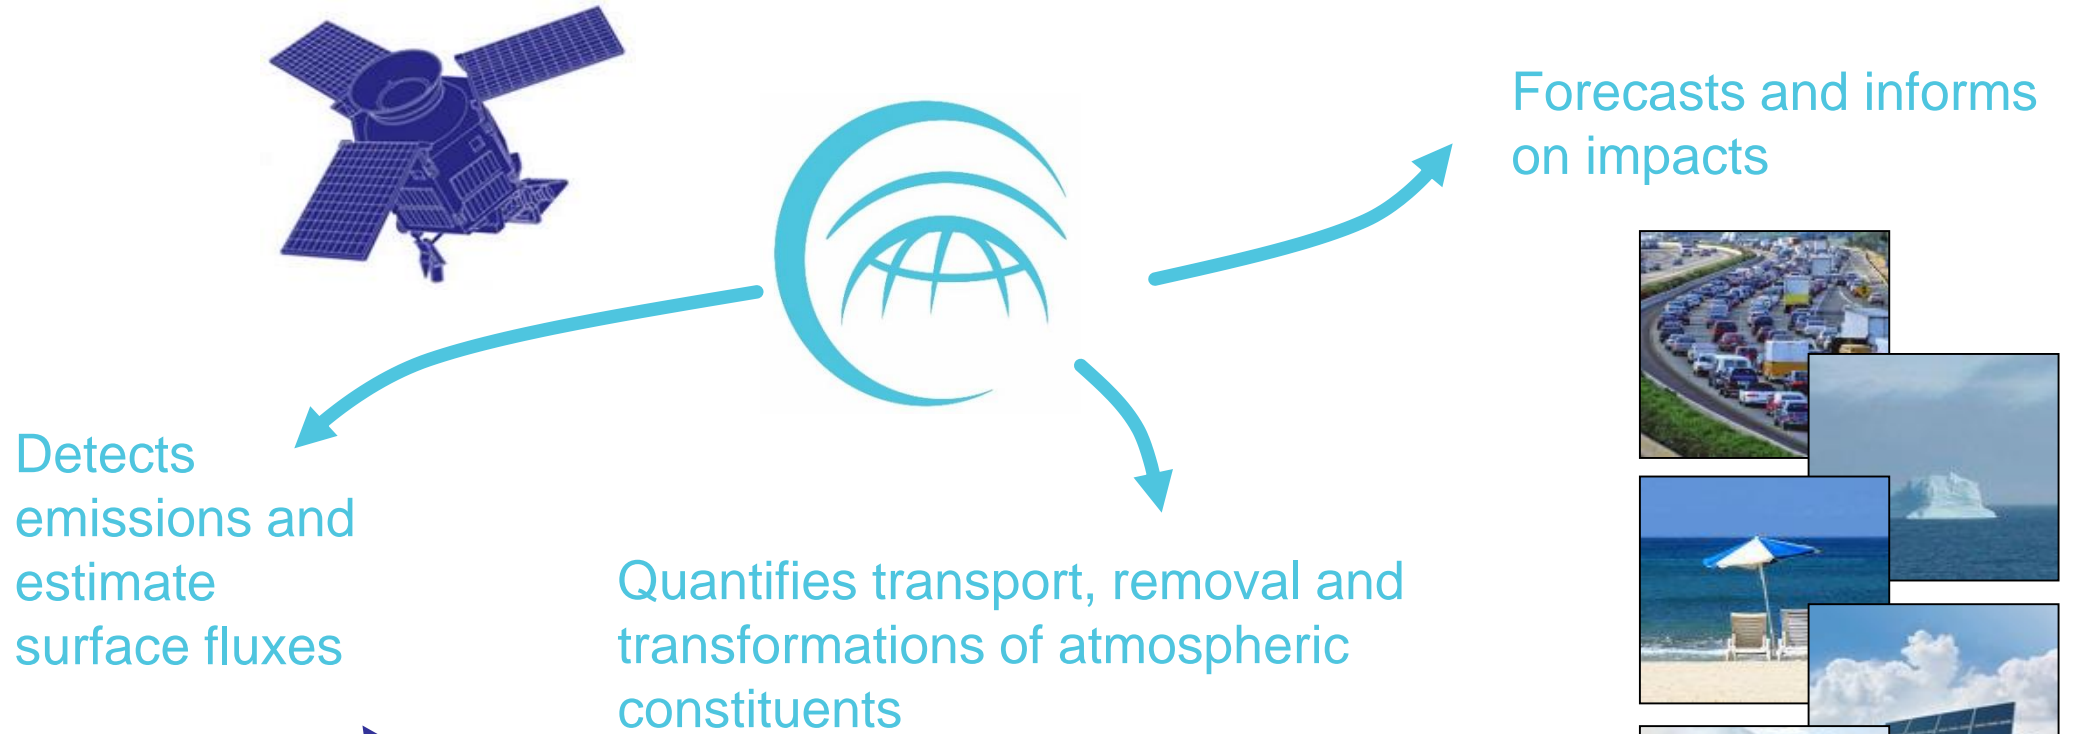 Forecasts and informs
on impacts
Detects
emissions and
estimate
surface fluxes
Quantifies transport, removal and
transformations of atmospheric
constituents